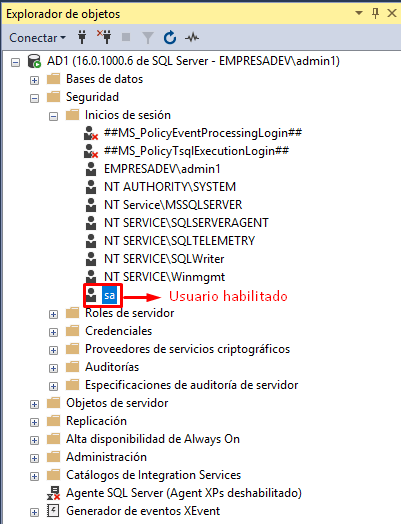 Explorador de objetos
Conectar
AD1 (16.0.1000.6 de SQL Server - EMPRESADEV\admin1)
Bases de datos
Seguridad
Inicios de sesión
##MS_PolicyEventProcessingLogin##
##MS_PolicyTsqlExecutionLogin##
EMPRESADEV\admin1
NT AUTHORITY\SYSTEM
NT Service\MSSQLSERVER
NT SERVICE\SQLSERVERAGENT
NT SERVICE\SQLTELEMETRY
NT SERVICE\SQLWriter
NT SERVICE\Winmgmt
sa Usuario habilitado
Roles de servidor
Credenciales
Proveedores de servicios criptográficos
Auditorías
Especificaciones de auditoría de servidor
Objetos de servidor
Replicación
Alta disponibilidad de Always On
Administración
Catálogos de Integration Services
Agente SQL Server (Agent XPs deshabilitado)
Generador de eventos XEvent